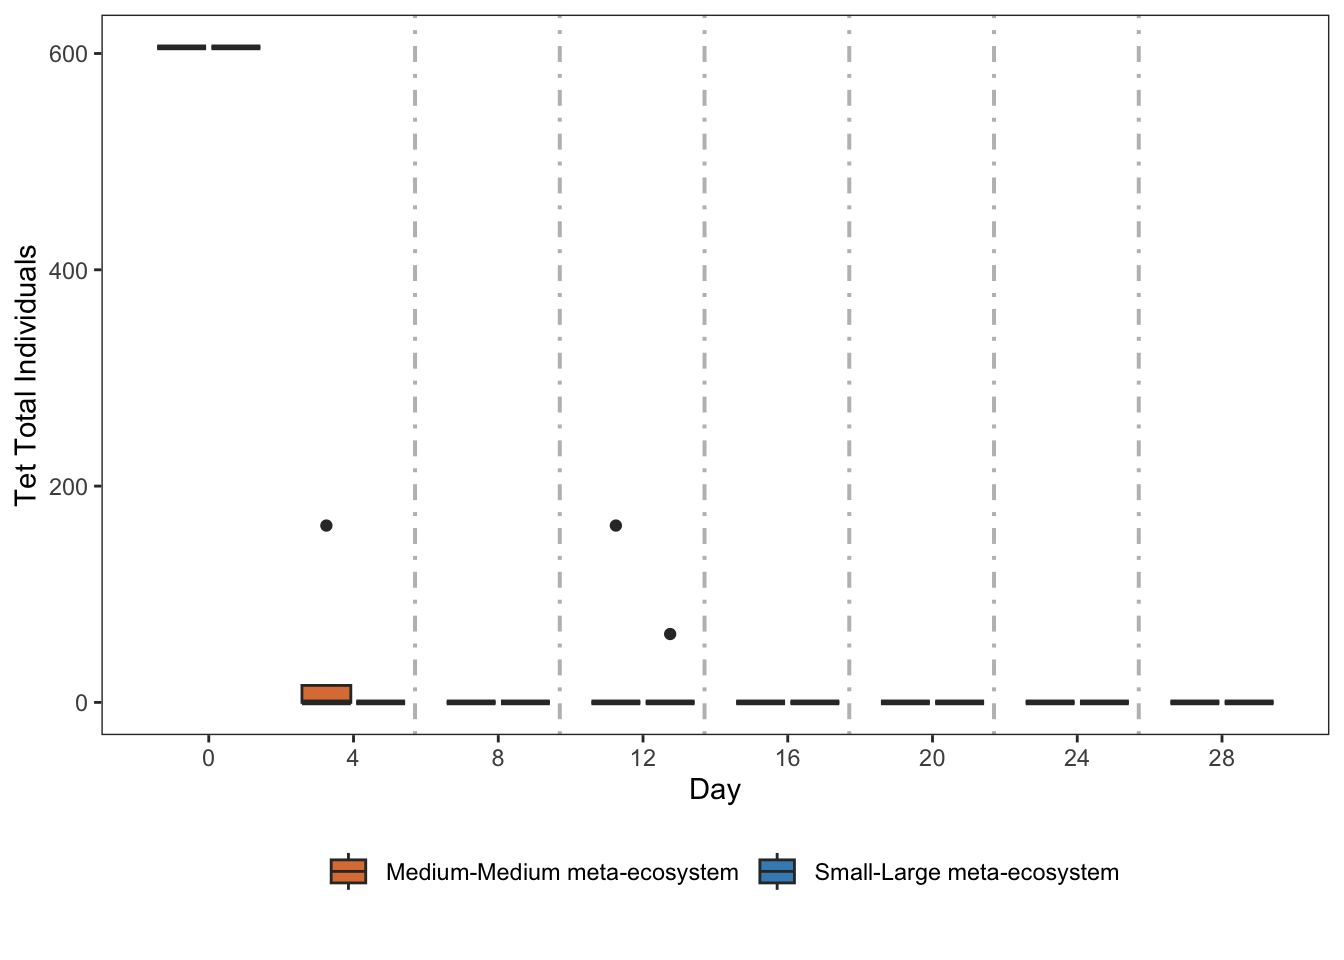 Tet Total Individuals
600
400
200
0
0 4 8 12 16 20 24 28
Day
Medium-Medium meta-ecosystem Small-Large meta-ecosystem